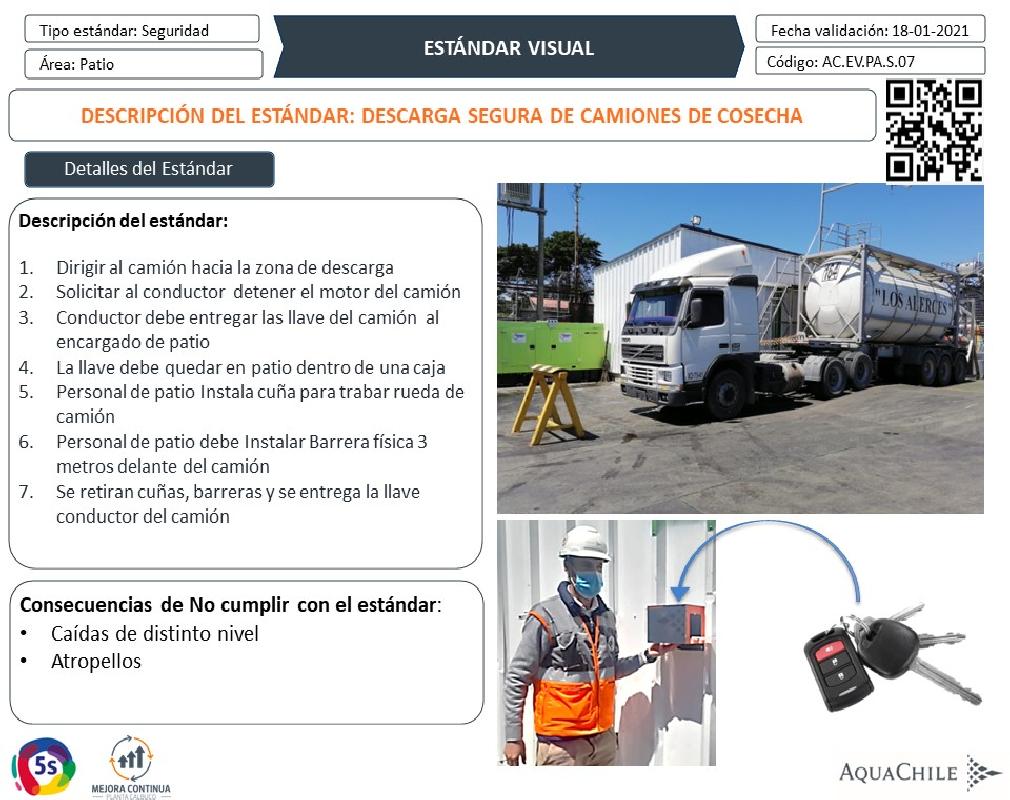 Tipo estándar: Seguridad
Área: Patio
ESTÁNDAR VISUAL
Fecha validación: 18-01-2021
Código: AC.EV.PA.S.07
DESCRIPCIÓN DEL ESTÁNDAR: DESCARGA SEGURA DE CAMIONES DE COSECHA
Detalles del Estándar
Descripción del estándar:
1. Dirigir al camión hacia la zona de descarga
2. Solicitar al conductor detener el motor del camión
3. Conductor debe entregar las llave del camión al
encargado de patio
4. La llave debe quedar en patio dentro de una caja
5. Personal de patio Instala cuña para trabar rueda de
camión
6. Personal de patio debe Instalar Barrera física 3
metros delante del camión
7. Se retiran cuñas, barreras y se entrega la llave
conductor del camión
"LOS ALERCES"
Consecuencias de No cumplir con el estándar:
• Caídas de distinto nivel
• Atropellos
5s
MEJORA CONTINUA
PLANTA CALBUCO
AQUACHILE